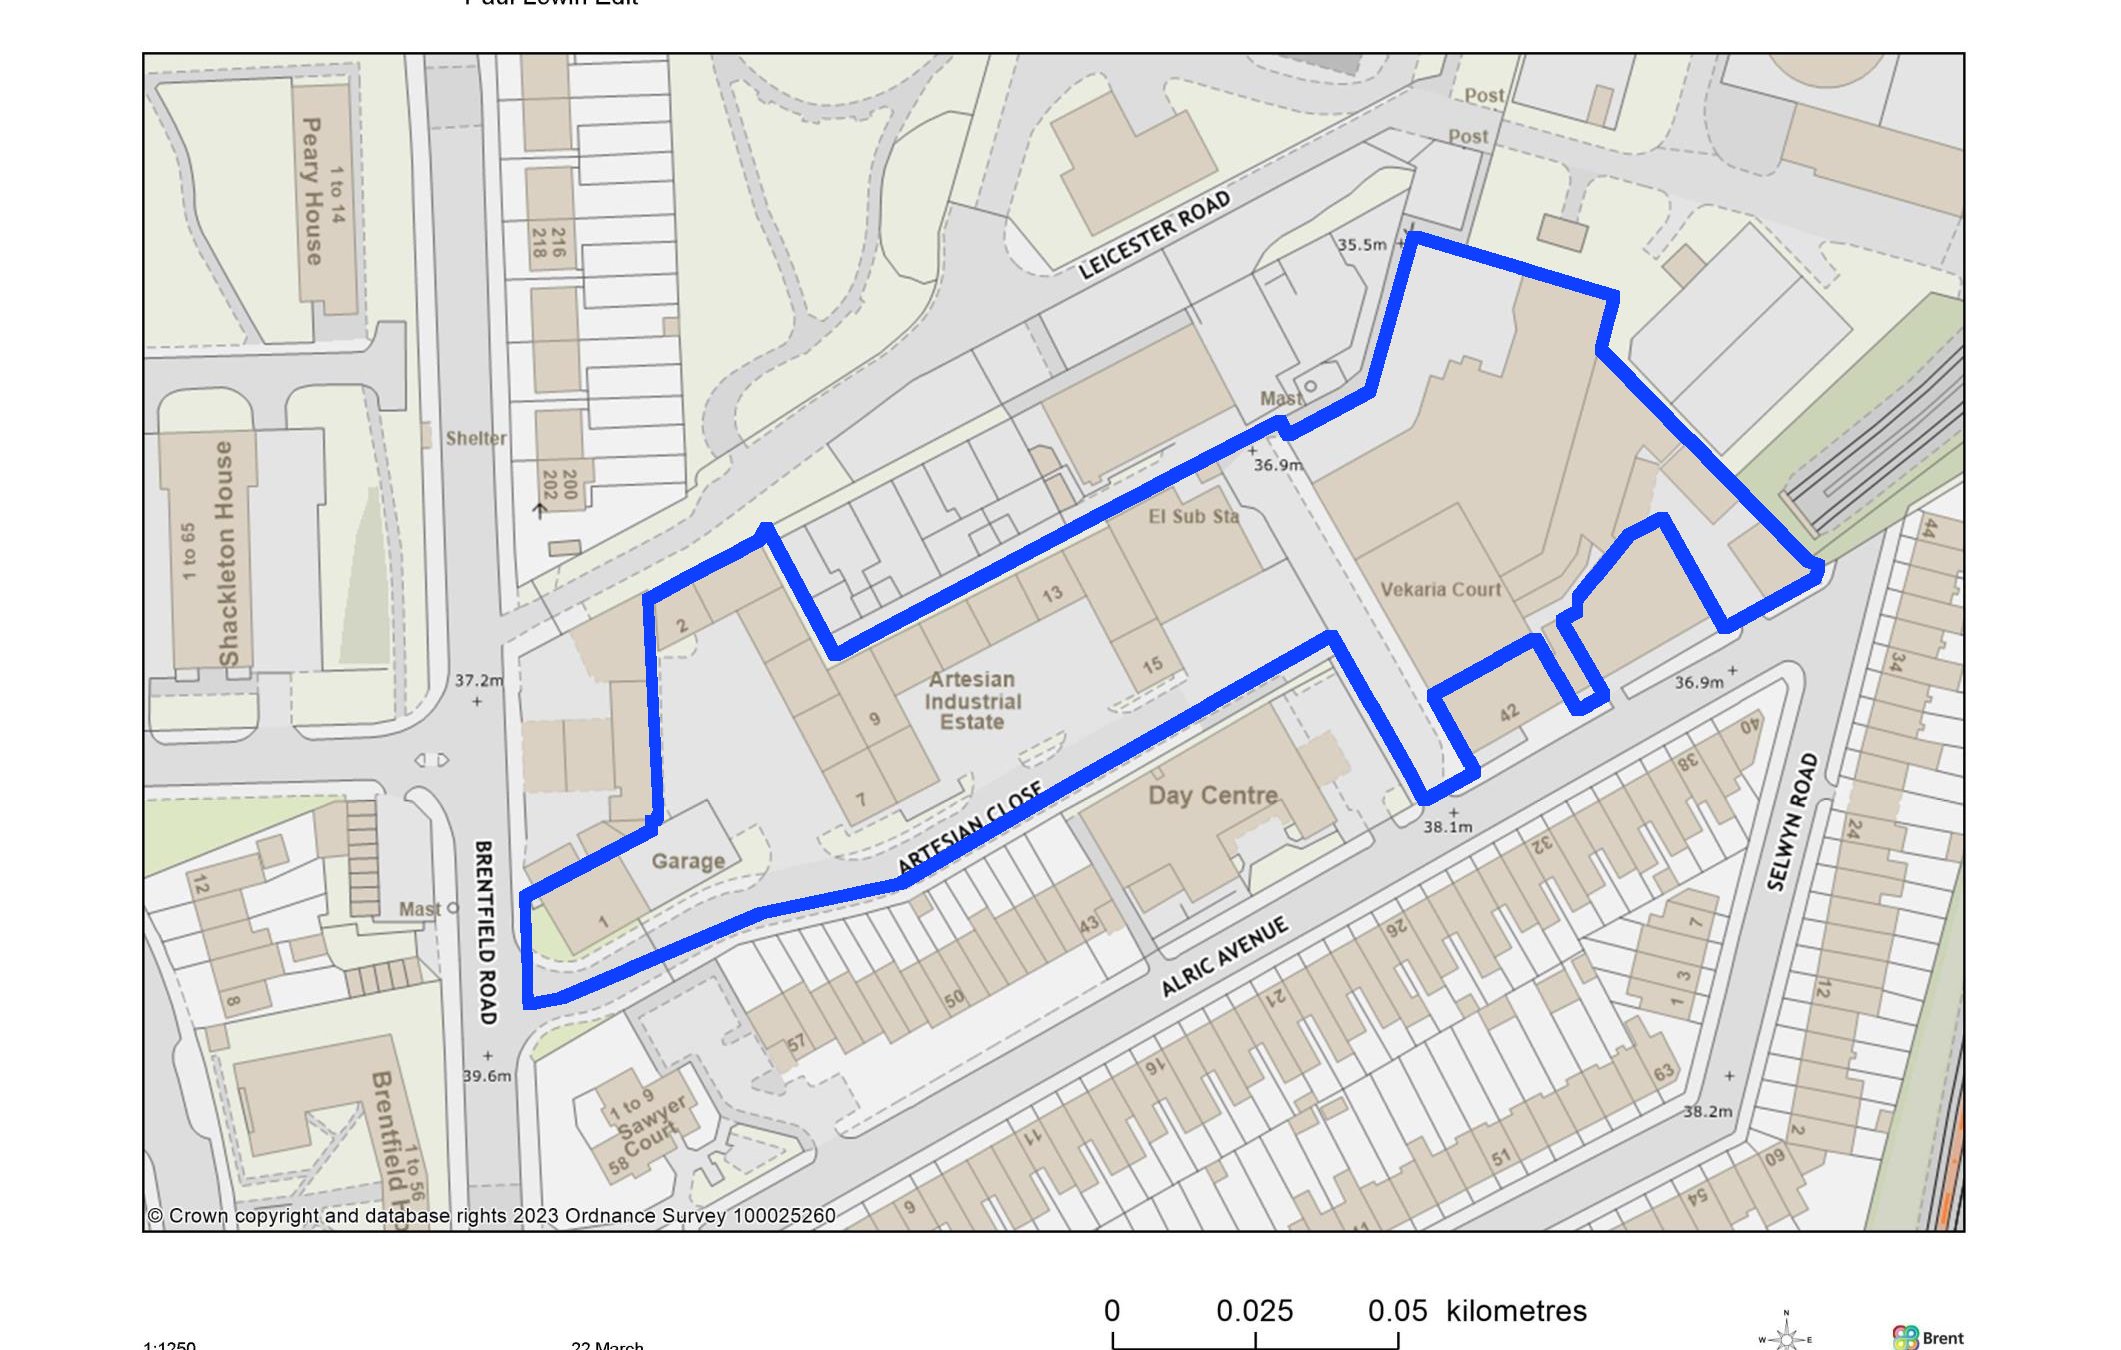 Paul Lewin Edit
Post
Post
Peary House
1 to 14
216
218
LEICESTER ROAD
35.5m
Mast
Shelter
36.9m
200
202
El Sub Sta
Shackleton House
1 to 65
44
Vekaria Court
13
2
15
34
37.2m
Artesian
Industrial
Estate
36.9m
9
42
40
38
7
Day Centre
ARTESIAN CLOSE
38.1m
SELWYN ROAD
24
32
Garage
BRENTFIELD ROAD
12
Mast
1
43
26
7
ALRIC AVENUE
3
1
12
8
50
21
57
39.6m
16
63
38.2m
1 to 9
Sawyer
Court
58
11
2
51
60
Brentfield
1 to 56
54
9
© Crown copyright and database rights 2023 Ordnance Survey 100025260
0 0.025 0.05 kilometres
N
W E
1:1250
22 March
Brent